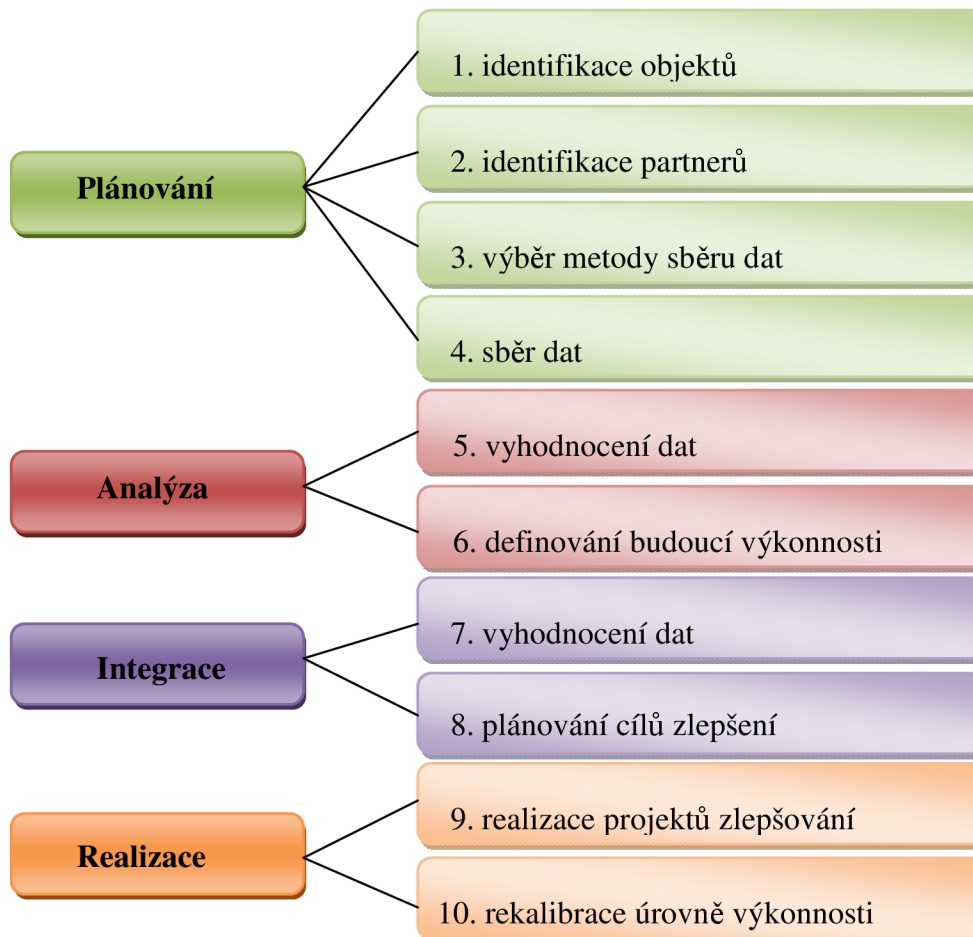 Plánování
1. identifikace objektů
2. identifikace partnerů
3. výběr metody sběru dat
4. sběr dat
Analýza
5. vyhodnocení dat
6. definování budoucí výkonnosti
Integrace
7. vyhodnocení dat
8. plánování cílů zlepšení
Realizace
9. realizace projektů zlepšování
10. rekalibrace úrovně výkonnosti